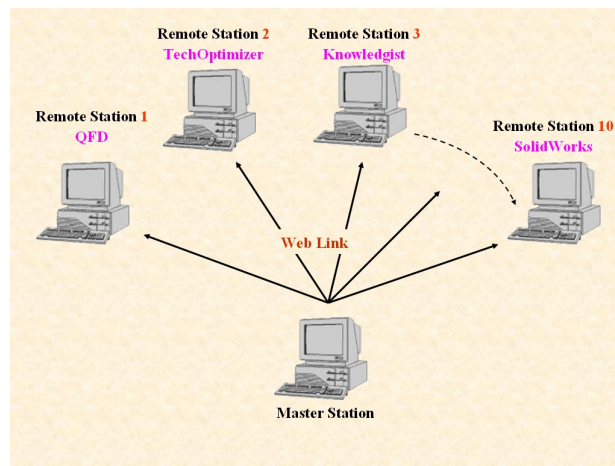 Remote Station 2
TechOptimizer
Remote Station 3
Knowledgist
Remote Station 1
QFD
Remote Station 10
SolidWorks
Web Link
Master Station